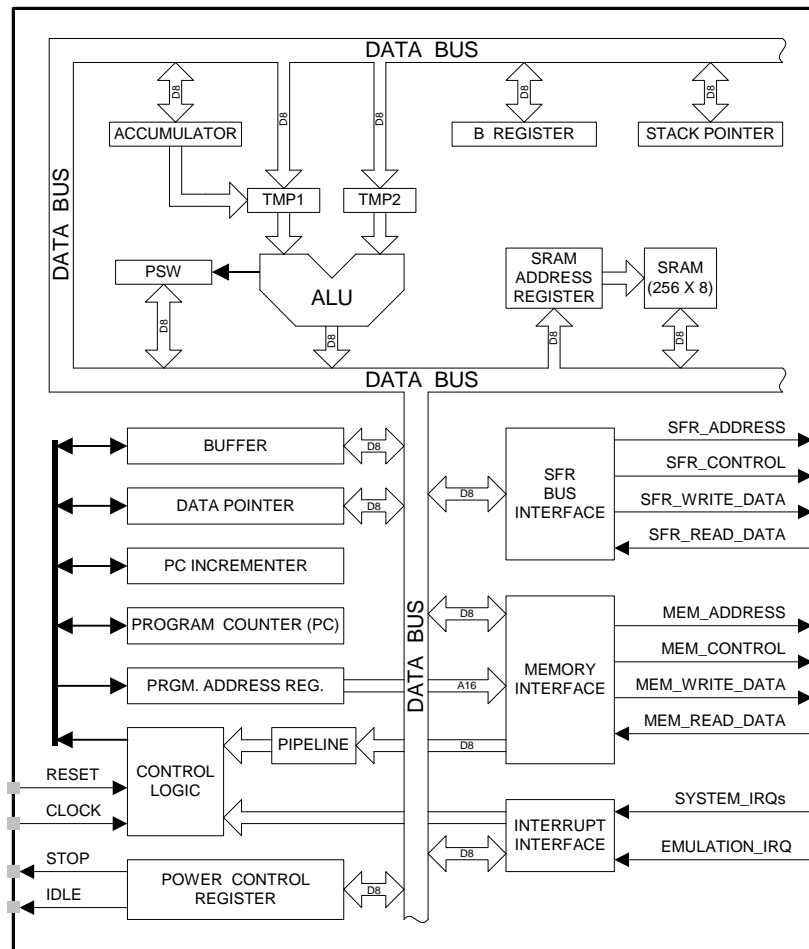 DATA BUS
D8
D8
D8
D8
D8
ACCUMULATOR
B REGISTER
STACK POINTER
DATA BUS
TMP1
TMP2
PSW
ALU
SRAM
ADDRESS
REGISTER
SRAM
(256 X 8)
D8
D8
D8
D8
DATA BUS
BUFFER
D8
DATA POINTER
D8
PC INCREMENTER
PROGRAM COUNTER (PC)
PRGM. ADDRESS REG.
A16
DATA BUS
D8
SFR
BUS
INTERFACE
SFR_ADDRESS
SFR_CONTROL
SFR_WRITE_DATA
SFR_READ_DATA
D8
MEMORY
INTERFACE
MEM_ADDRESS
MEM_CONTROL
MEM_WRITE_DATA
MEM_READ_DATA
CONTROL
LOGIC
PIPELINE
D8
RESET
CLOCK
INTERRUPT
INTERFACE
SYSTEM_IRQs
EMULATION_IRQ
D8
STOP
IDLE
POWER CONTROL
REGISTER
D8